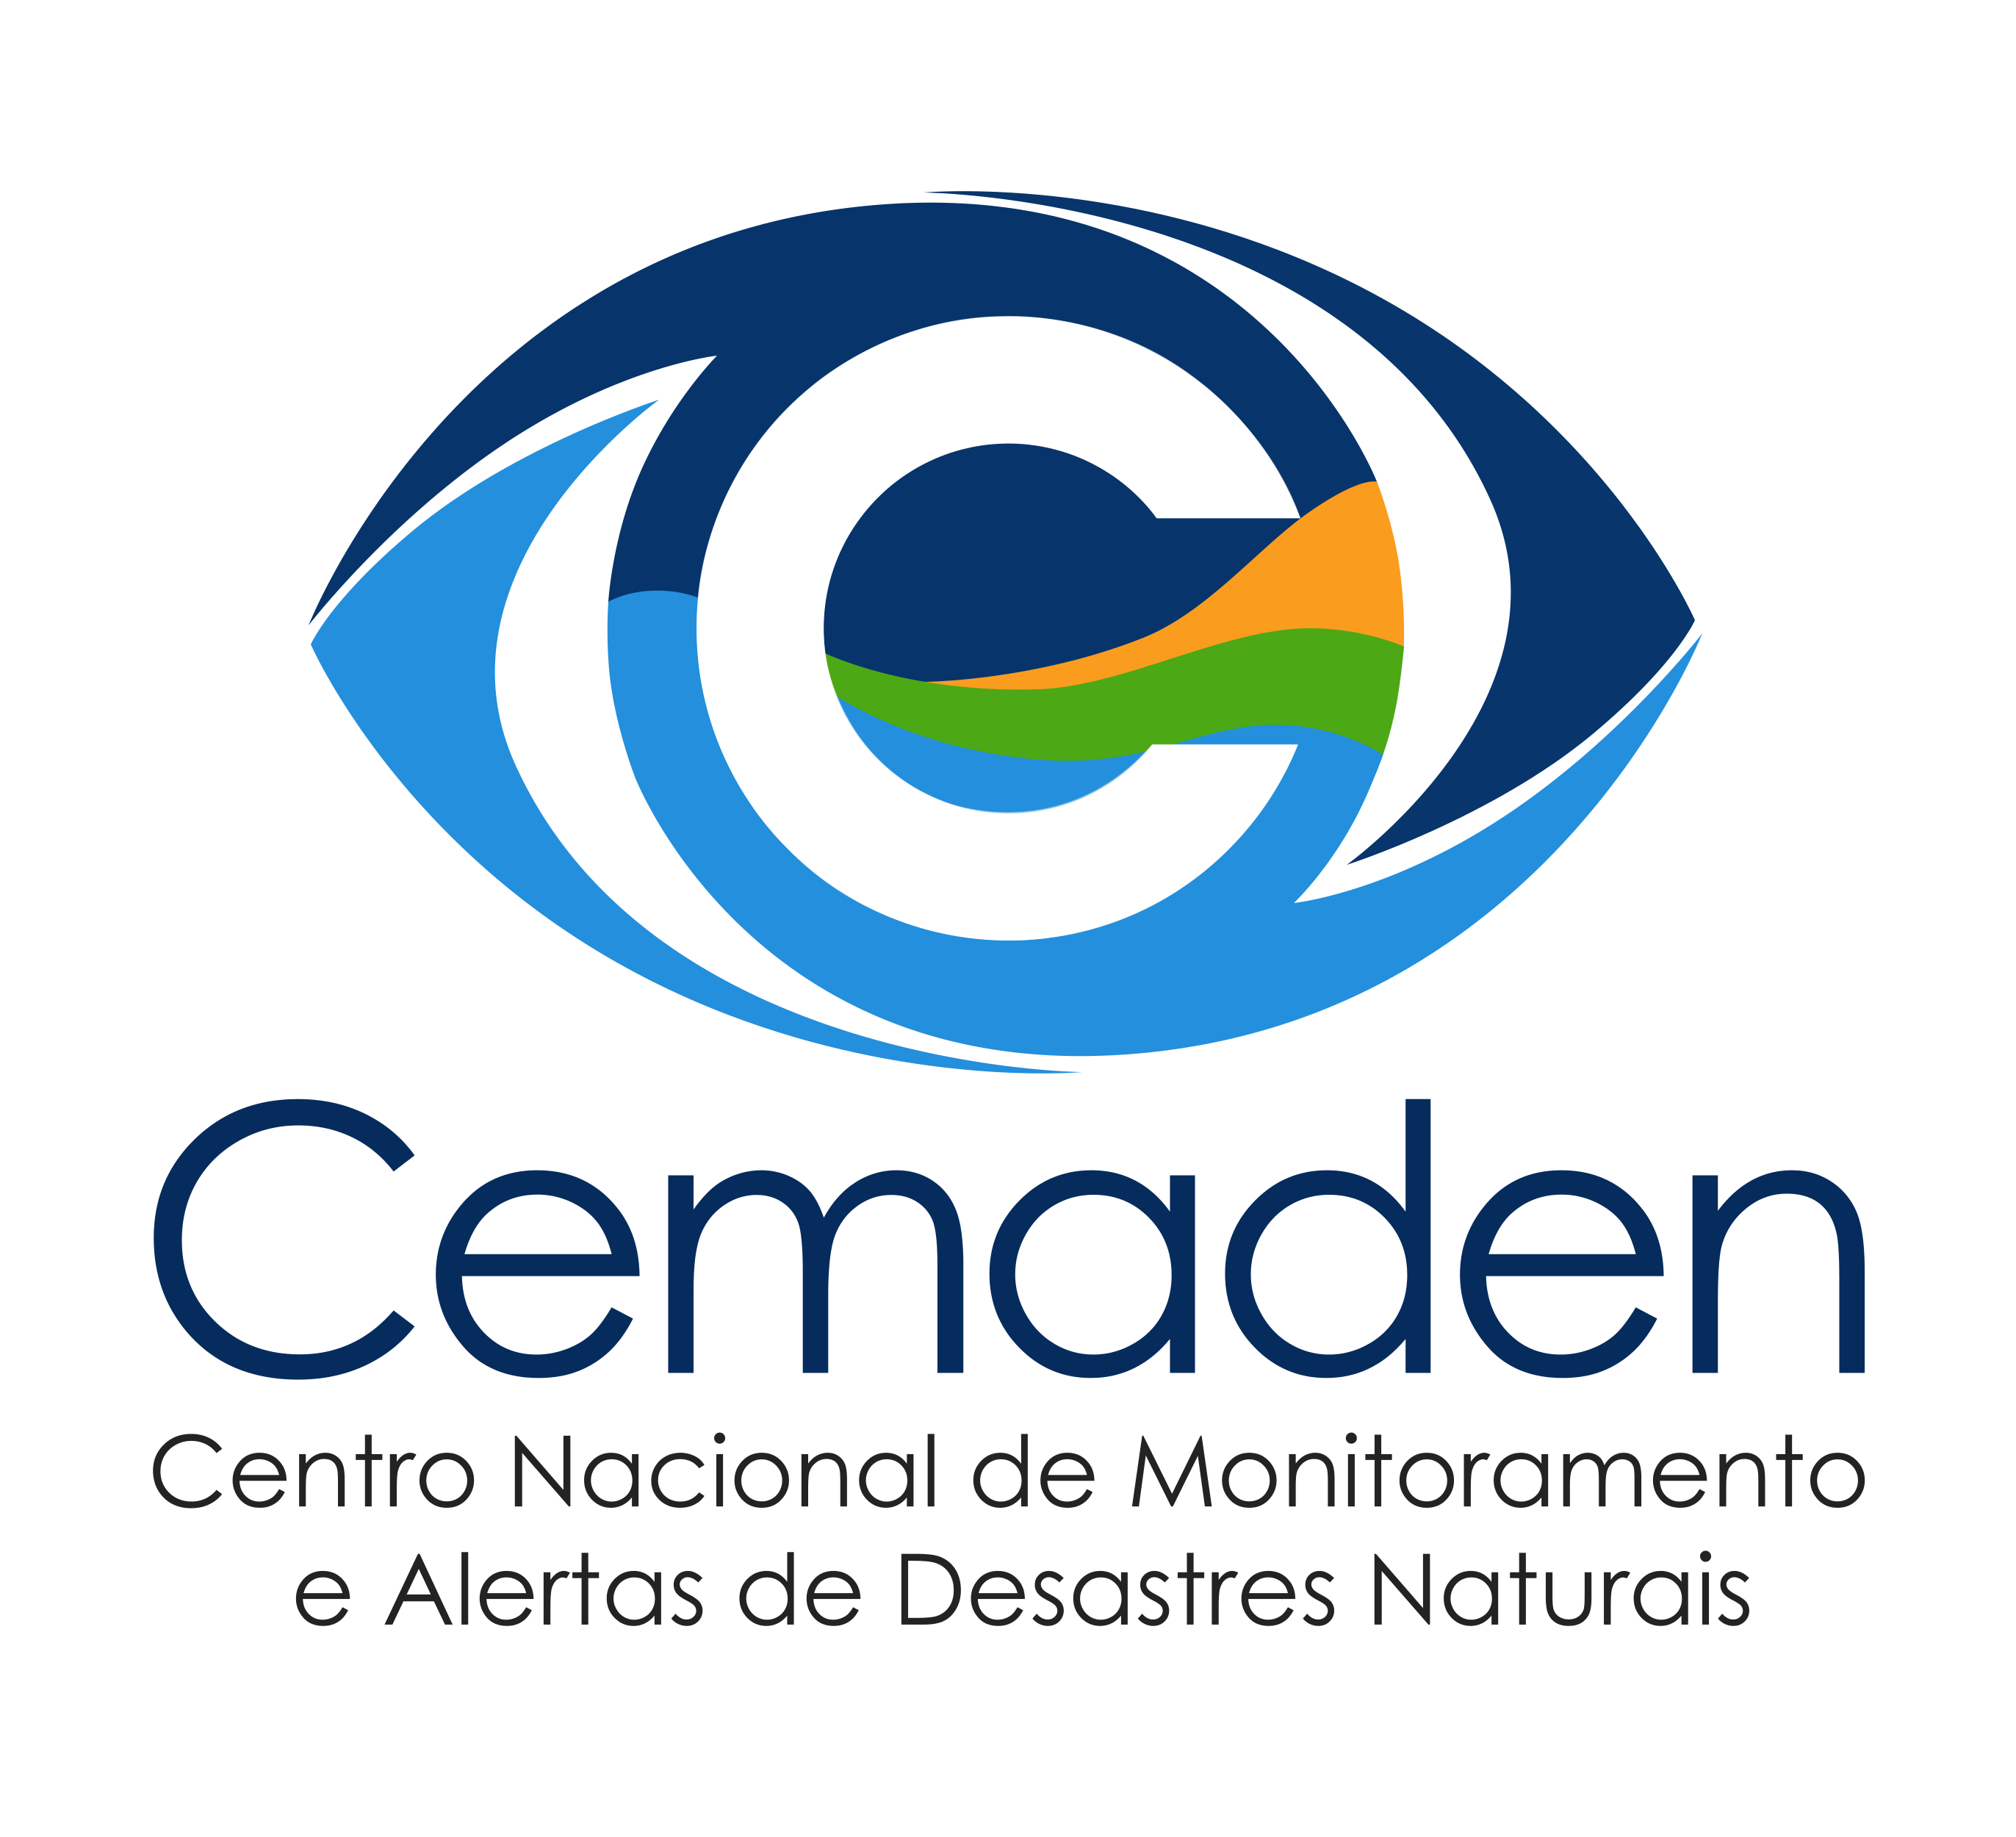 Cemaden
Centro Nacional de Monitoramento
e Alertas de Desastres Naturais